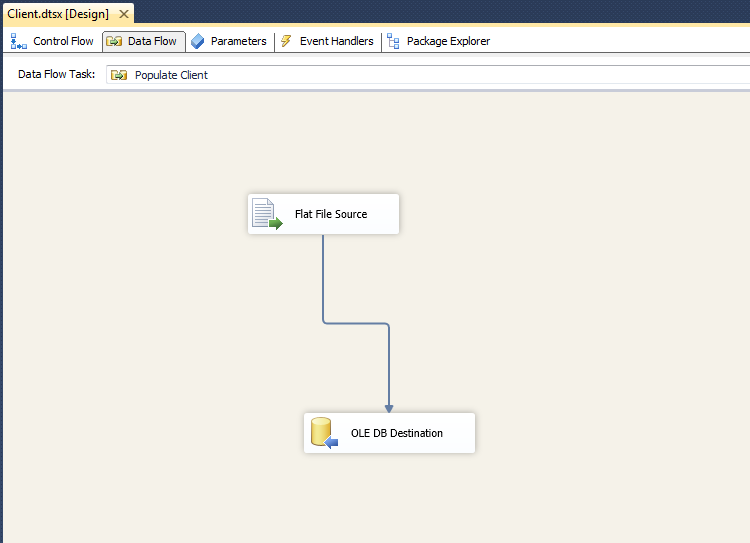 Client.dtsx [Design]
Control Flow Data Flow Parameters Event Handlers Package Explorer
Data Flow Task: Populate Client
Flat File Source
OLE DB Destination